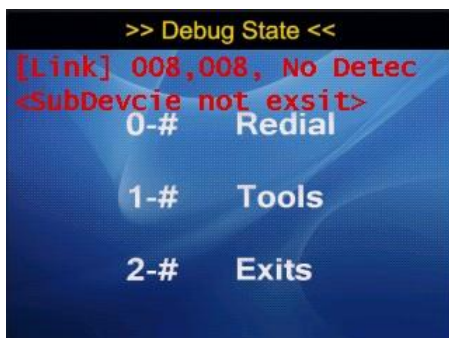 >> Debug State <<
[Link] 008,008, No Detec
<SubDevcie not exsit>
0-# Redial
1-# Tools
2-# Exits